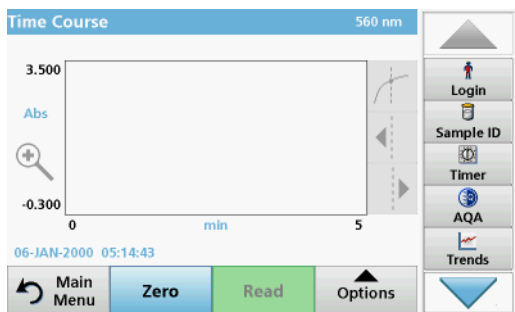 Time Course 560 nm
3.500
Abs
-0.300
0 min 5
06-JAN-2000 05:14:43
Main Menu
Zero
Read
Options
Login
Sample ID
Timer
AQA
Trends